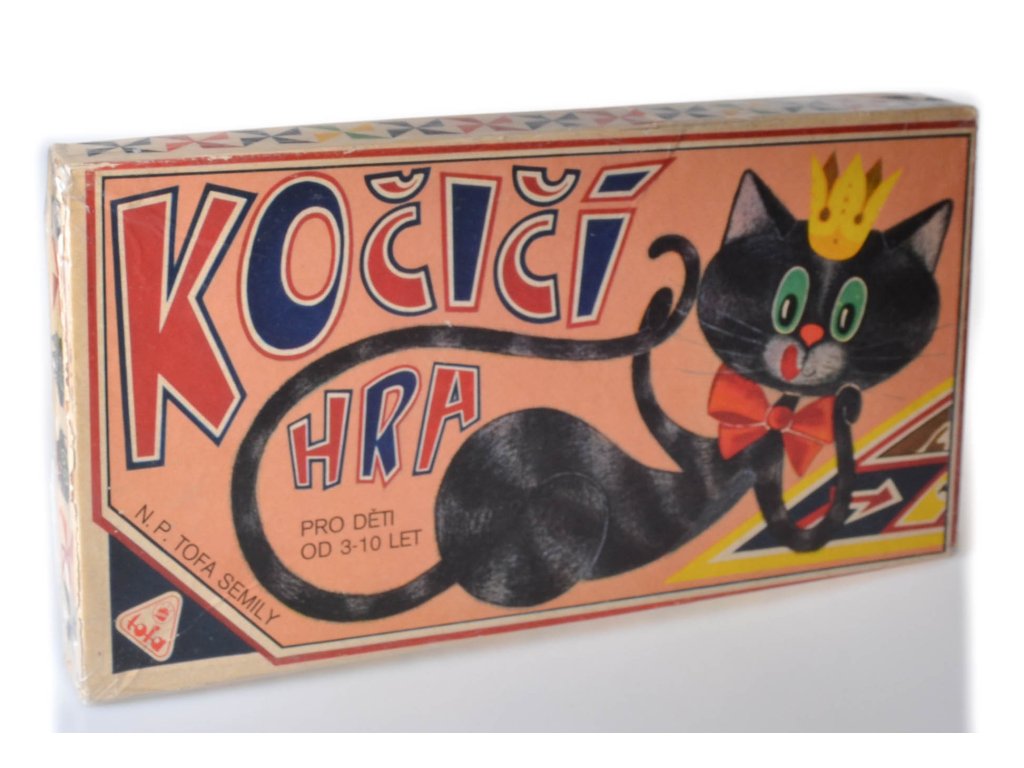 KOČIČÍ
HRA
PRO DĚTI
OD 3-10 LET
N. P. TOFA SEMILY
tofa